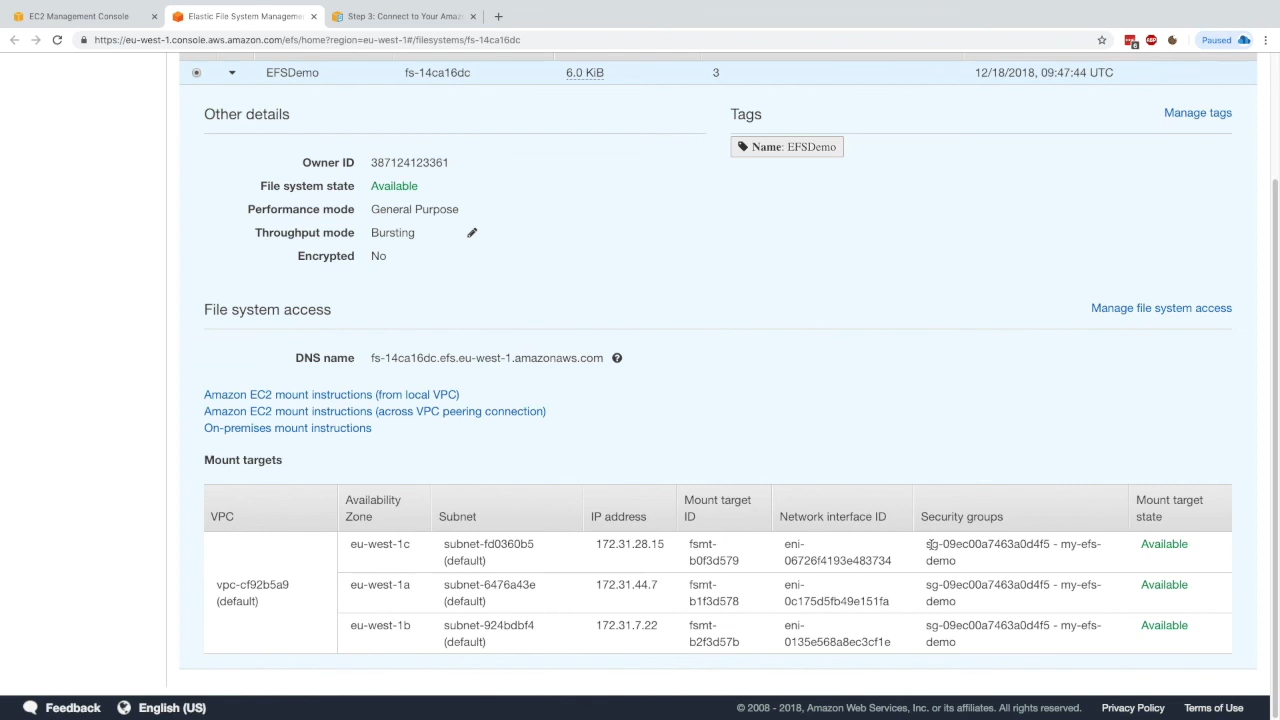 EC2 Management Console
Elastic File System Manageme
Step 3: Connect to Your Amaz
https://eu-west-1.console.aws.amazon.com/efs/home?region=eu-west-1#/filesystems/fs-14ca16dc
6
ABP
Paused
EFSDemo fs-14ca16dc 6.0 KiB 3 12/18/2018, 09:47:44 UTC
Other details
Owner ID 387124123361
File system state Available
Performance mode General Purpose
Throughput mode Bursting
Encrypted No
Tags
Manage tags
Name: EFSDemo
File system access
Manage file system access
DNS name fs-14ca16dc.efs.eu-west-1.amazonaws.com
Amazon EC2 mount instructions (from local VPC)
Amazon EC2 mount instructions (across VPC peering connection)
On-premises mount instructions
Mount targets
VPC
Availability
Zone
Subnet
IP address
Mount target
ID
Network interface ID
Security groups
Mount target
state
vpc-cf92b5a9
(default)
eu-west-1c
subnet-fd0360b5
(default)
172.31.28.15
fsmt-
b0f3d579
eni-
06726f4193e483734
sg-09ec00a7463a0d4f5 - my-efs-
demo
Available
eu-west-1a
subnet-6476a43e
(default)
172.31.44.7
fsmt-
b1f3d578
eni-
0c175d5fb49e151fa
sg-09ec00a7463a0d4f5 - my-efs-
demo
Available
eu-west-1b
subnet-924bdbf4
(default)
172.31.7.22
fsmt-
b2f3d57b
eni-
0135e568a8ec3cf1e
sg-09ec00a7463a0d4f5 - my-efs-
demo
Available
Feedback
English (US)
© 2008 - 2018, Amazon Web Services, Inc. or its affiliates. All rights reserved.
Privacy Policy
Terms of Use